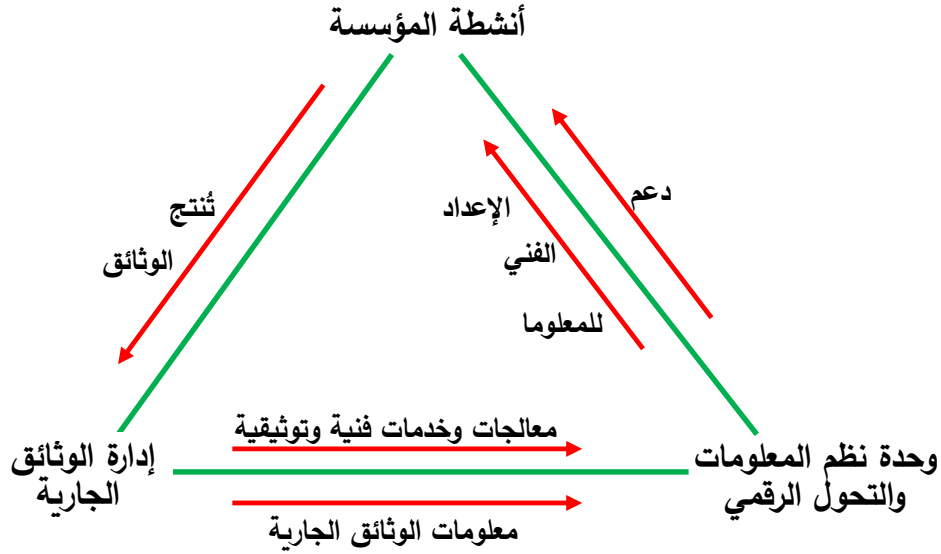 أنشطة المؤسسة
تُنتج
الوثائق
الإعداد
الفني
للمعلوما
دعم
معالجات وخدمات فنية وتوثيقية
إدارة الوثائق
الجارية
وحدة نظم المعلومات
والتحول الرقمي
معلومات الوثائق الجارية